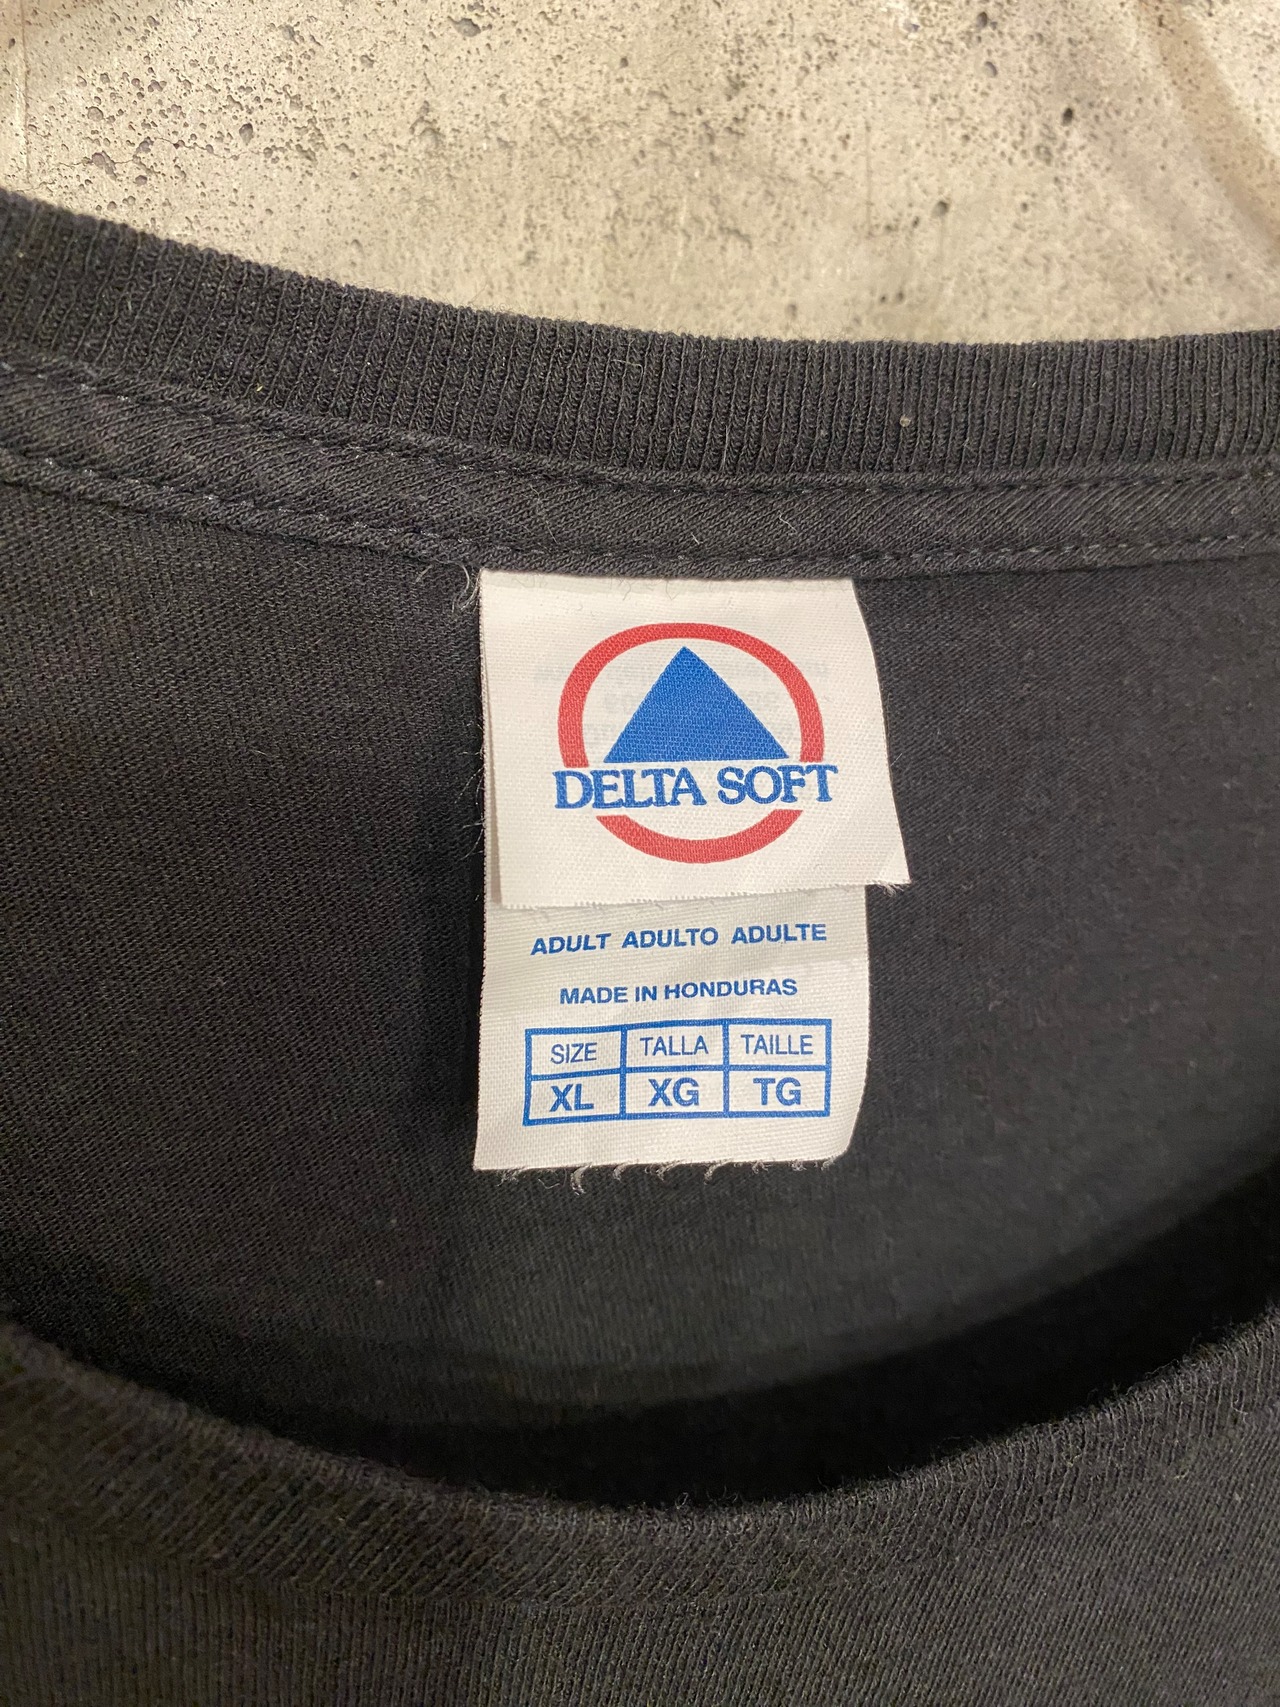 DELTA SOFT
ADULT ADULTO ADULTE
MADE IN HONDURAS
SIZE TALLA TAILLE
XL XG TG